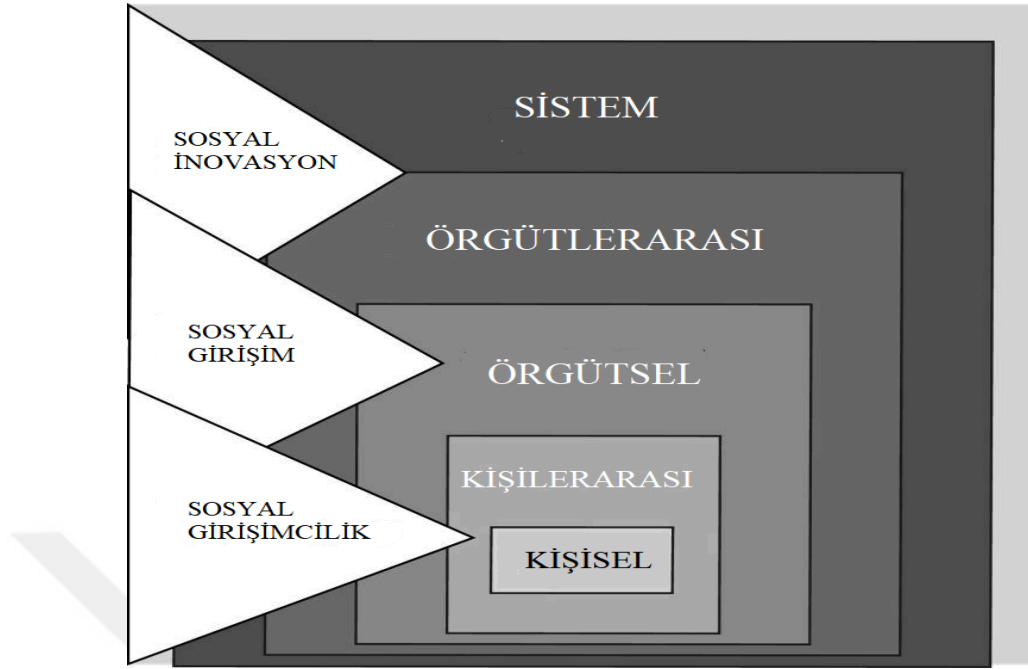 SİSTEM
SOSYAL
İNOVASYON
ÖRGÜTLERARASI
SOSYAL
GİRİŞİM
ÖRGÜTSEL
KİŞİLERARASI
SOSYAL
GİRİŞİMCİLİK
KİŞİSEL